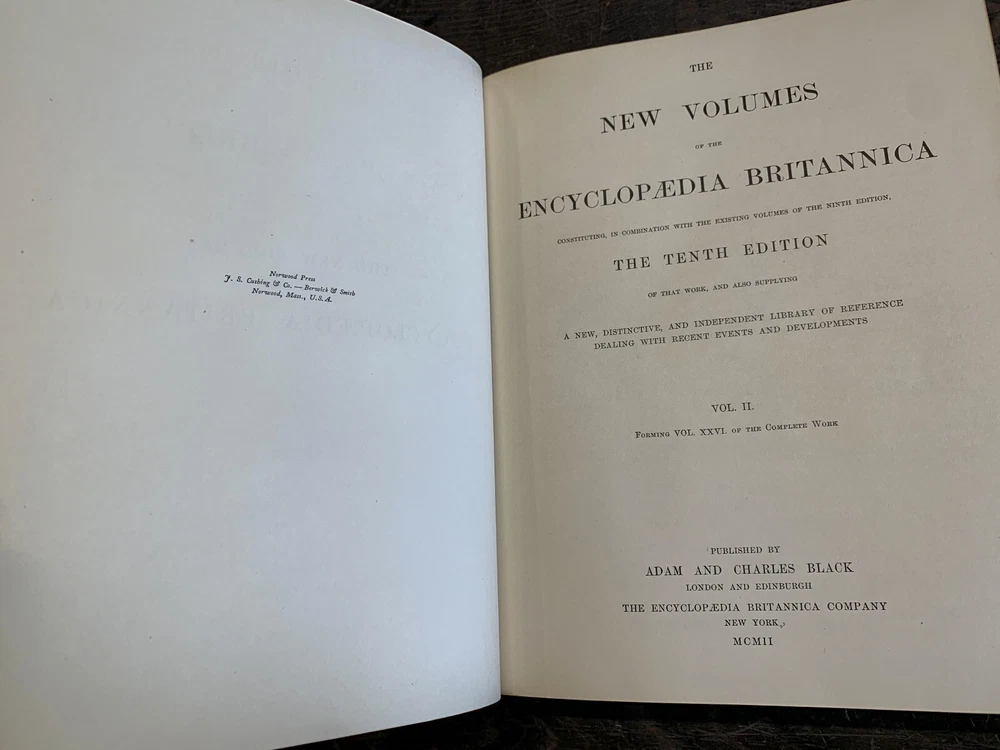 Norwood Press
J. S. Cushing & Co. — Berwick & Smith
Norwood, Mass., U.S.A.
THE
NEW VOLUMES
OF THE
ENCYCLOPÆDIA BRITANNICA
CONSTITUTING, IN COMBINATION WITH THE EXISTING VOLUMES OF THE NINTH EDITION,
THE TENTH EDITION
OF THAT WORK, AND ALSO SUPPLYING
A NEW, DISTINCTIVE, AND INDEPENDENT LIBRARY OF REFERENCE
DEALING WITH RECENT EVENTS AND DEVELOPMENTS
VOL. II.
FORMING VOL. XXVI. OF THE COMPLETE WORK
PUBLISHED BY
ADAM AND CHARLES BLACK
LONDON AND EDINBURGH
THE ENCYCLOPÆDIA BRITANNICA COMPANY
NEW YORK
MCMII